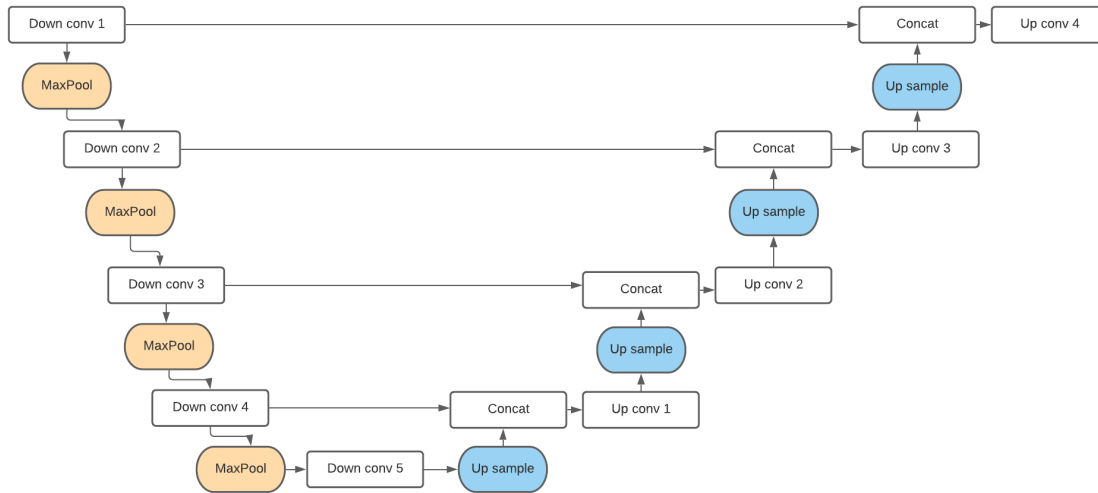 Down conv 1
Concat
Up conv 4
MaxPool
Up sample
Down conv 2
Concat
Up conv 3
MaxPool
Up sample
Down conv 3
Concat
Up conv 2
MaxPool
Up sample
Down conv 4
Concat
Up conv 1
MaxPool
Down conv 5
Up sample